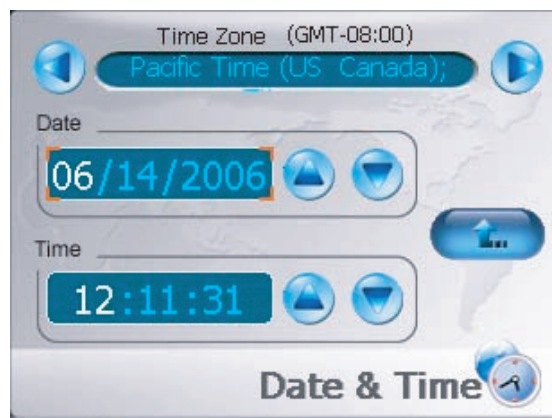 Time Zone (GMT-08:00)
Pacific Time (US Canada);
Date
06/14/2006
Time
12:11:31
Date & Time